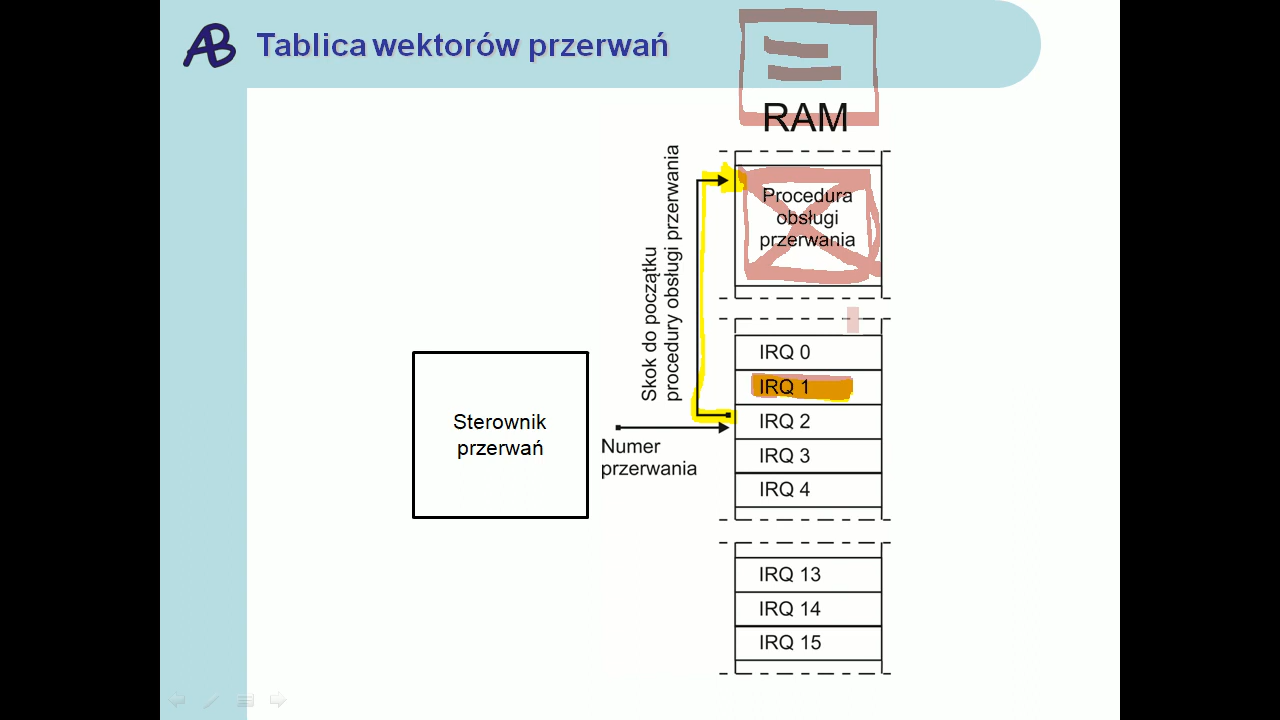 AB
Tablica wektorów przerwań
RAM
Procedura
obsługi
przerwania
Skok do początku
procedury obsługi przerwania
IRQ 0
IRQ 1
IRQ 2
IRQ 3
IRQ 4
Sterownik
przerwań
Numer
przerwania
IRQ 13
IRQ 14
IRQ 15